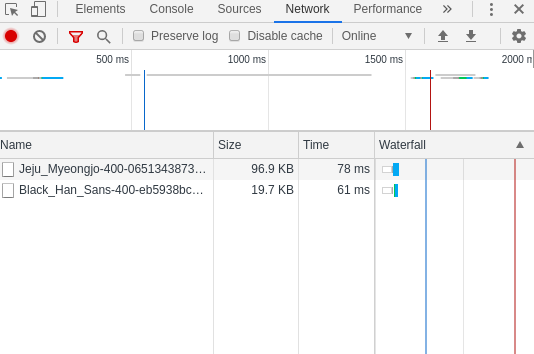 Elements Console Sources Network Performance
Preserve log Disable cache Online
500 ms 1000 ms 1500 ms 2000 m
Name Size Time Waterfall
Jeju_Myeongjo-400-0651343873… 96.9 KB 78 ms
Black_Han_Sans-400-eb5938bc… 19.7 KB 61 ms